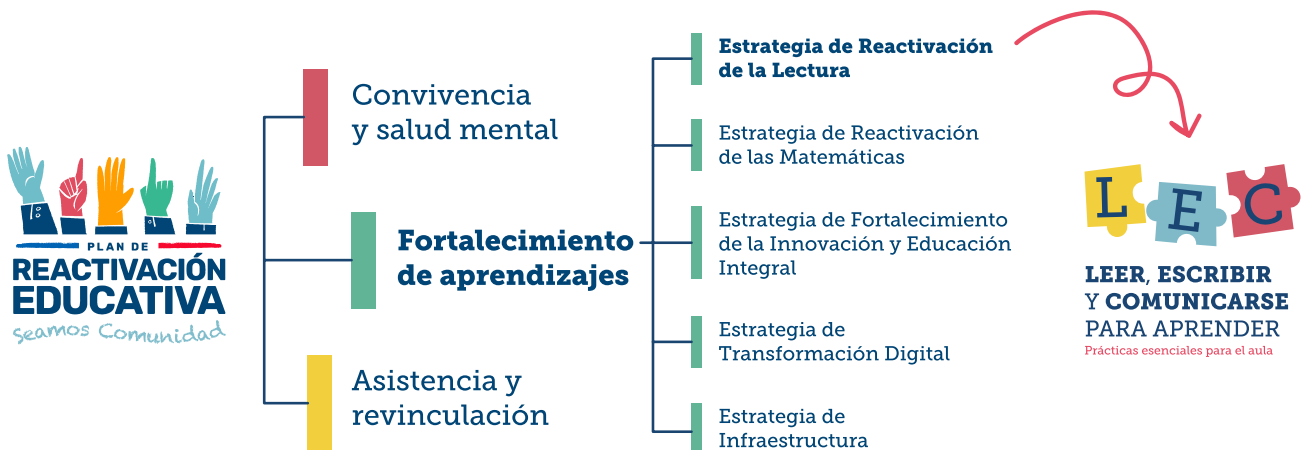 PLAN DE
REACTIVACIÓN
EDUCATIVA
Seamos Comunidad
Convivencia
y salud mental
Fortalecimiento
de aprendizajes
Asistencia y
revinculación
Estrategia de Reactivación
de la Lectura
Estrategia de Reactivación
de las Matemáticas
Estrategia de Fortalecimiento
de la Innovación y Educación
Integral
Estrategia de
Transformación Digital
Estrategia de
Infraestructura
L E C
LEER, ESCRIBIR
Y COMUNICARSE
PARA APRENDER
Prácticas esenciales para el aula